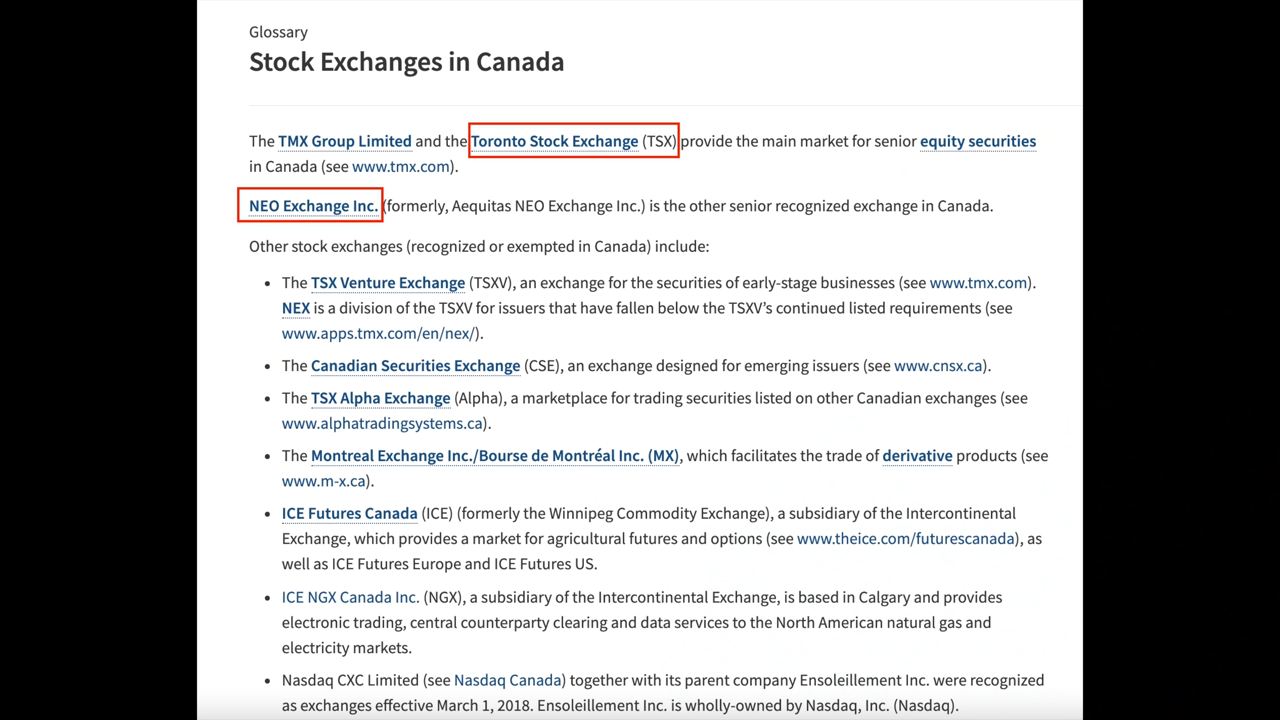 Glossary
Stock Exchanges in Canada
The TMX Group Limited and the Toronto Stock Exchange (TSX) provide the main market for senior equity securities
in Canada (see www.tmx.com).
NEO Exchange Inc. (formerly, Aequitas NEO Exchange Inc.) is the other senior recognized exchange in Canada.
Other stock exchanges (recognized or exempted in Canada) include:
• The TSX Venture Exchange (TSXV), an exchange for the securities of early-stage businesses (see www.tmx.com).
NEX is a division of the TSXV for issuers that have fallen below the TSXV’s continued listed requirements (see
www.apps.tmx.com/en/nex/).
• The Canadian Securities Exchange (CSE), an exchange designed for emerging issuers (see www.cnsx.ca).
• The TSX Alpha Exchange (Alpha), a marketplace for trading securities listed on other Canadian exchanges (see
www.alphatradingsystems.ca).
• The Montreal Exchange Inc./Bourse de Montréal Inc. (MX), which facilitates the trade of derivative products (see
www.m-x.ca).
• ICE Futures Canada (ICE) (formerly the Winnipeg Commodity Exchange), a subsidiary of the Intercontinental
Exchange, which provides a market for agricultural futures and options (see www.theice.com/futurescanada), as
well as ICE Futures Europe and ICE Futures US.
• ICE NGX Canada Inc. (NGX), a subsidiary of the Intercontinental Exchange, is based in Calgary and provides
electronic trading, central counterparty clearing and data services to the North American natural gas and
electricity markets.
• Nasdaq CXC Limited (see Nasdaq Canada) together with its parent company Ensoleillement Inc. were recognized
as exchanges effective March 1, 2018. Ensoleillement Inc. is wholly-owned by Nasdaq, Inc. (Nasdaq).